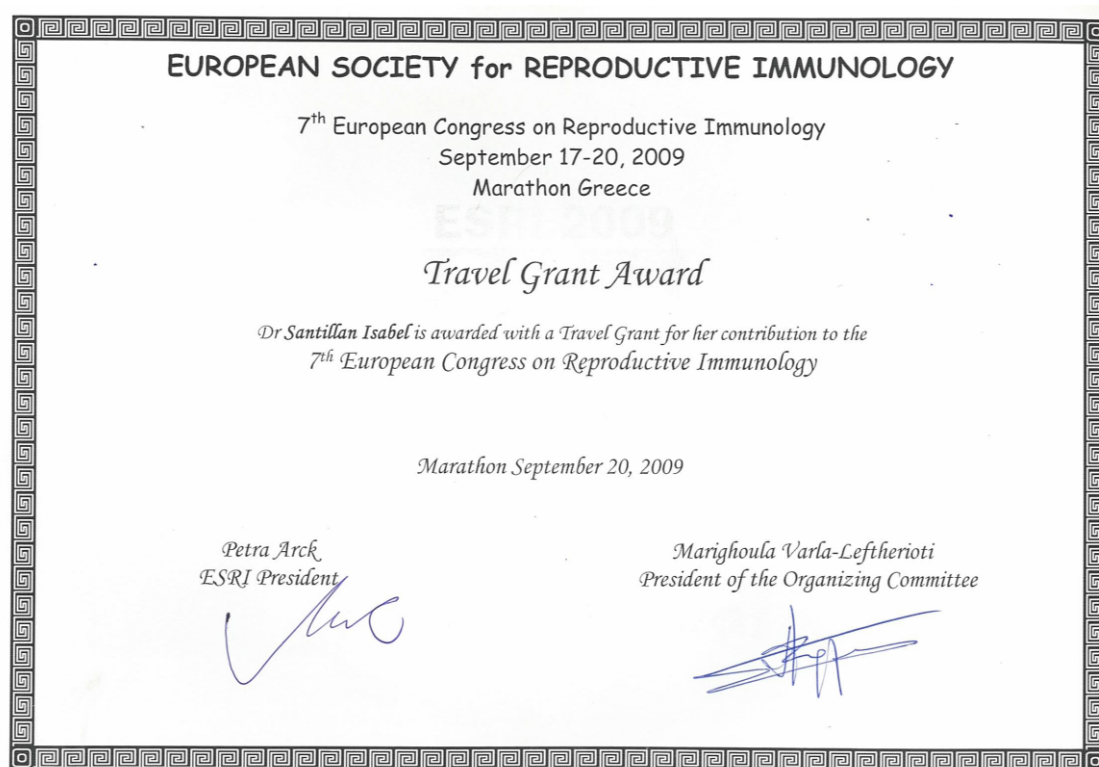 EUROPEAN SOCIETY for REPRODUCTIVE IMMUNOLOGY
7th European Congress on Reproductive Immunology
September 17-20, 2009
Marathon Greece
ESRI 2009
Travel Grant Award
Dr Santillan Isabel is awarded with a Travel Grant for her contribution to the
7th European Congress on Reproductive Immunology
Marathon September 20, 2009
Petra Arck
ESRI President
Marighoula Varla-Leftherioti
President of the Organizing Committee